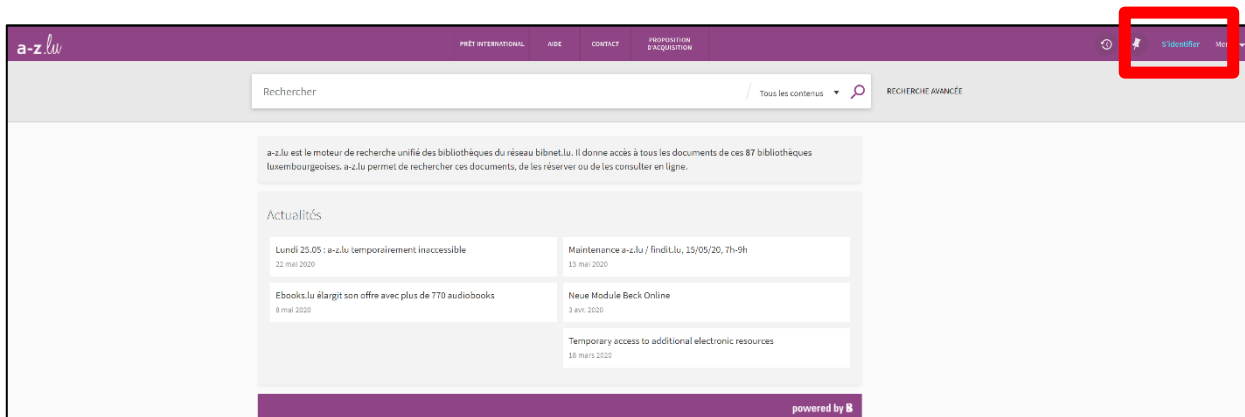 a-z.lu
PRÊT INTERNATIONAL
AIDE
CONTACT
PROPOSITION
D'ACQUISITION
S'identifier
Rechercher
Tous les contenus
RECHERCHE AVANCÉE
a-z.lu est le moteur de recherche unifié des bibliothèques du réseau bibnet.lu. Il donne accès à tous les documents de ces 87 bibliothèques
luxembourgeoises. a-z.lu permet de rechercher ces documents, de les réserver ou de les consulter en ligne.
Actualités
Lundi 25.05 : a-z.lu temporairement inaccessible
22 mai 2020
Maintenance a-z.lu / findit.lu, 15/05/20, 7h-9h
13 mai 2020
Ebooks.lu élargit son offre avec plus de 770 audiobooks
8 mai 2020
Neue Module Beck Online
3 avr. 2020
Temporary access to additional electronic resources
18 mars 2020
powered by B